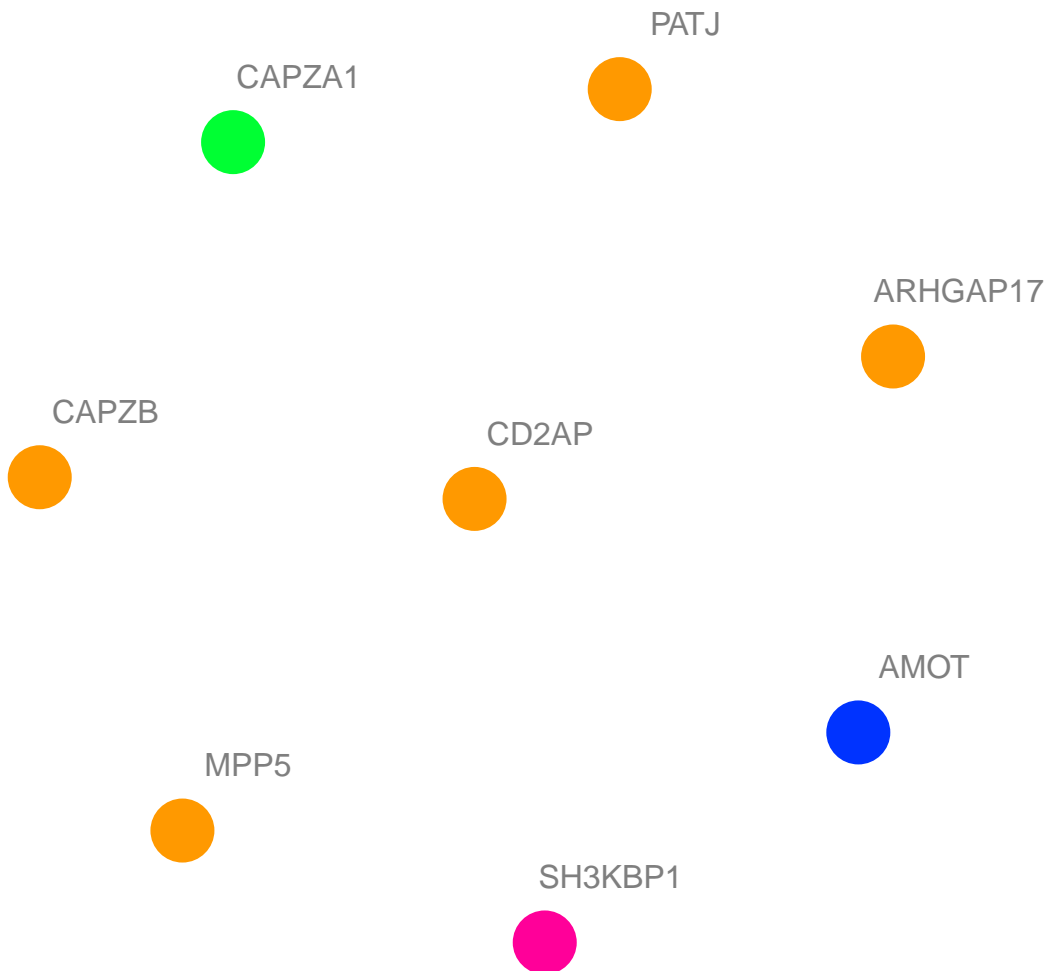 PATJ
CAPZA1
ARHGAP17
CAPZB
CD2AP
AMOT
MPP5
SH3KBP1